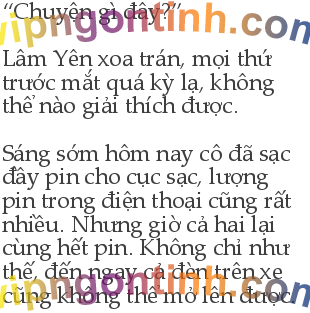 “Chuyện gì đây?”
Lâm Yên xoa trán, mọi thứ
trước mắt quá kỳ lạ, không
thể nào giải thích được.
Sáng sớm hôm nay cô đã sạc
đầy pin cho cục sạc, lượng
pin trong điện thoại cũng rất
nhiều. Nhưng giờ cả hai lại
cùng hết pin. Không chỉ như
thế, đến ngay cả đèn trên xe
cũng không thể mở lên được
vipngontinh.com
vipngontinh.com